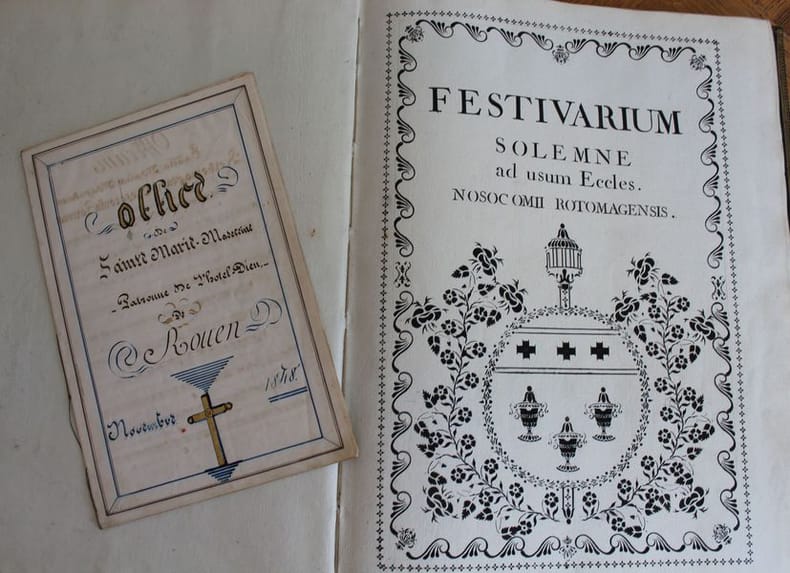 Office
De
Sainte Marie-Madeleine
- Patronne de l'hotel Dieu. -
De
Rouen
Novembre 1878.
FESTIVARIUM
SOLEMNE
ad usum Eccles.
NOSOCOMII ROTOMAGENSIS.